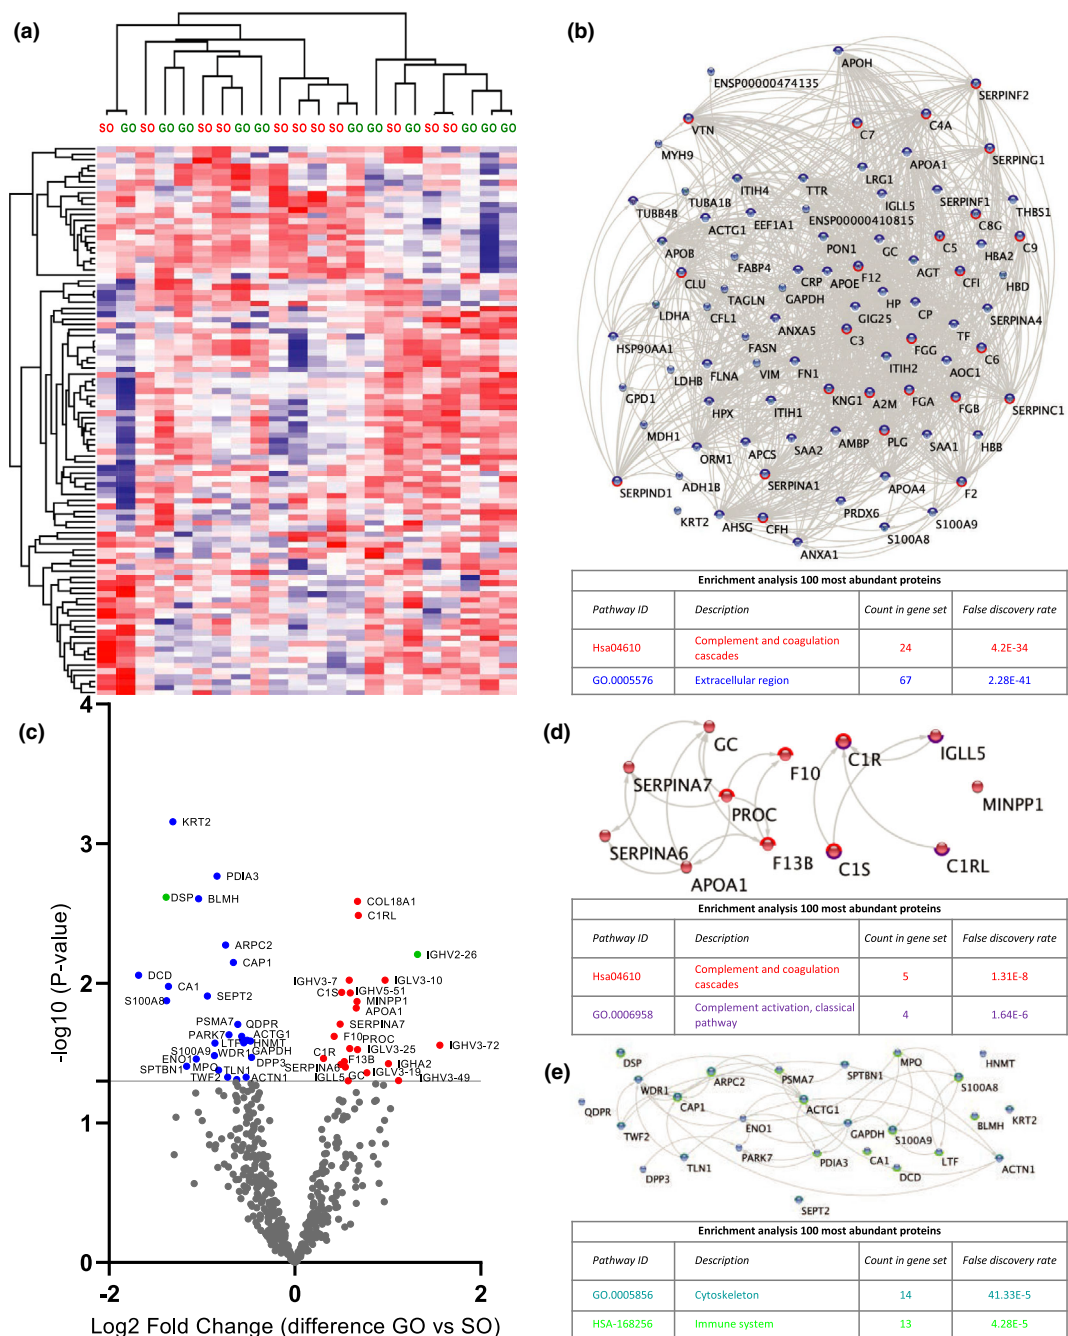 (a)
SO GO SO GO GO SO SO GO GO SO SO SO SO GO GO SO GO SO SO GO GO GO
(b)
APOH
ENSP00000474135
SERPINF2
VTN
C7
C4A
MYH9
APOA1
SERPING1
LRG1
ITIH4
TTR
TUBA1B
IGLL5
SERPINF1
THBS1
TUBB4B
ACTG1
EEF1A1
ENSP00000410815
C8G
APOB
PON1
GC
C5
C9
HBA2
FABP4
CLU
CRP
APOE
F12
AGT
CFI
HBD
TAGLN
GAPDH
HP
LDHA
CFL1
GIG25
CP
SERPINA4
ANXA5
C3
TF
HSP90AA1
FASN
FGG
C6
ITIH2
LDHB
FLNA
VIM
FN1
AOC1
GPD1
HPX
ITIH1
KNG1
A2M
FGA
FGB
SERPINC1
MDH1
ORM1
APCS
SAA2
AMBP
PLG
SAA1
HBB
SERPIND1
ADH1B
SERPINA1
APOA4
F2
KRT2
AHSG
CFH
PRDX6
S100A8
S100A9
ANXA1
Enrichment analysis 100 most abundant proteins
Pathway ID Description Count in gene set False discovery rate
Hsa04610 Complement and coagulation cascades 24 4.2E-34
GO.0005576 Extracellular region 67 2.28E-41
(c)
4
3
2
1
0
-log10 (P-value)
KRT2
PDIA3
DSP
BLMH
COL18A1
C1RL
ARPC2
CAP1
IGHV2-26
DCD
CA1
S100A8
SEPT2
IGHV3-7
IGLV3-10
C1S
IGHV5-51
MINPP1
APOA1
PSMA7
QDPR
SERPINA7
PARK7
ACTG1
F10
PROC
LTF
HNMT
IGHV3-72
S100A9
WDR1
GAPDH
C1R
IGLV3-25
ENO1
MPO
DPP3
SERPINA6
F13B
IGHA2
SPTBN1
TLN1
TWF2
ACTN1
IGLL5
GC
IGLV3-19
IGHV3-49
-2
0
2
Log2 Fold Change (difference GO vs SO)
(d)
GC
F10
C1R
IGLL5
SERPINA7
PROC
MINPP1
SERPINA6
F13B
C1S
C1RL
APOA1
Enrichment analysis 100 most abundant proteins
Pathway ID Description Count in gene set False discovery rate
Hsa04610 Complement and coagulation cascades 5 1.31E-8
GO.0006958 Complement activation, classical pathway 4 1.64E-6
(e)
DSP
WDR1
ARPC2
PSMA7
SPTBN1
MPO
HNMT
S100A8
QDPR
CAP1
ACTG1
TWF2
ENO1
GAPDH
S100A9
BLMH
KRT2
DPP3
TLN1
PARK7
PDIA3
CA1
DCD
LTF
ACTN1
SEPT2
Enrichment analysis 100 most abundant proteins
Pathway ID Description Count in gene set False discovery rate
GO.0005856 Cytoskeleton 14 41.33E-5
HSA-168256 Immune system 13 4.28E-5